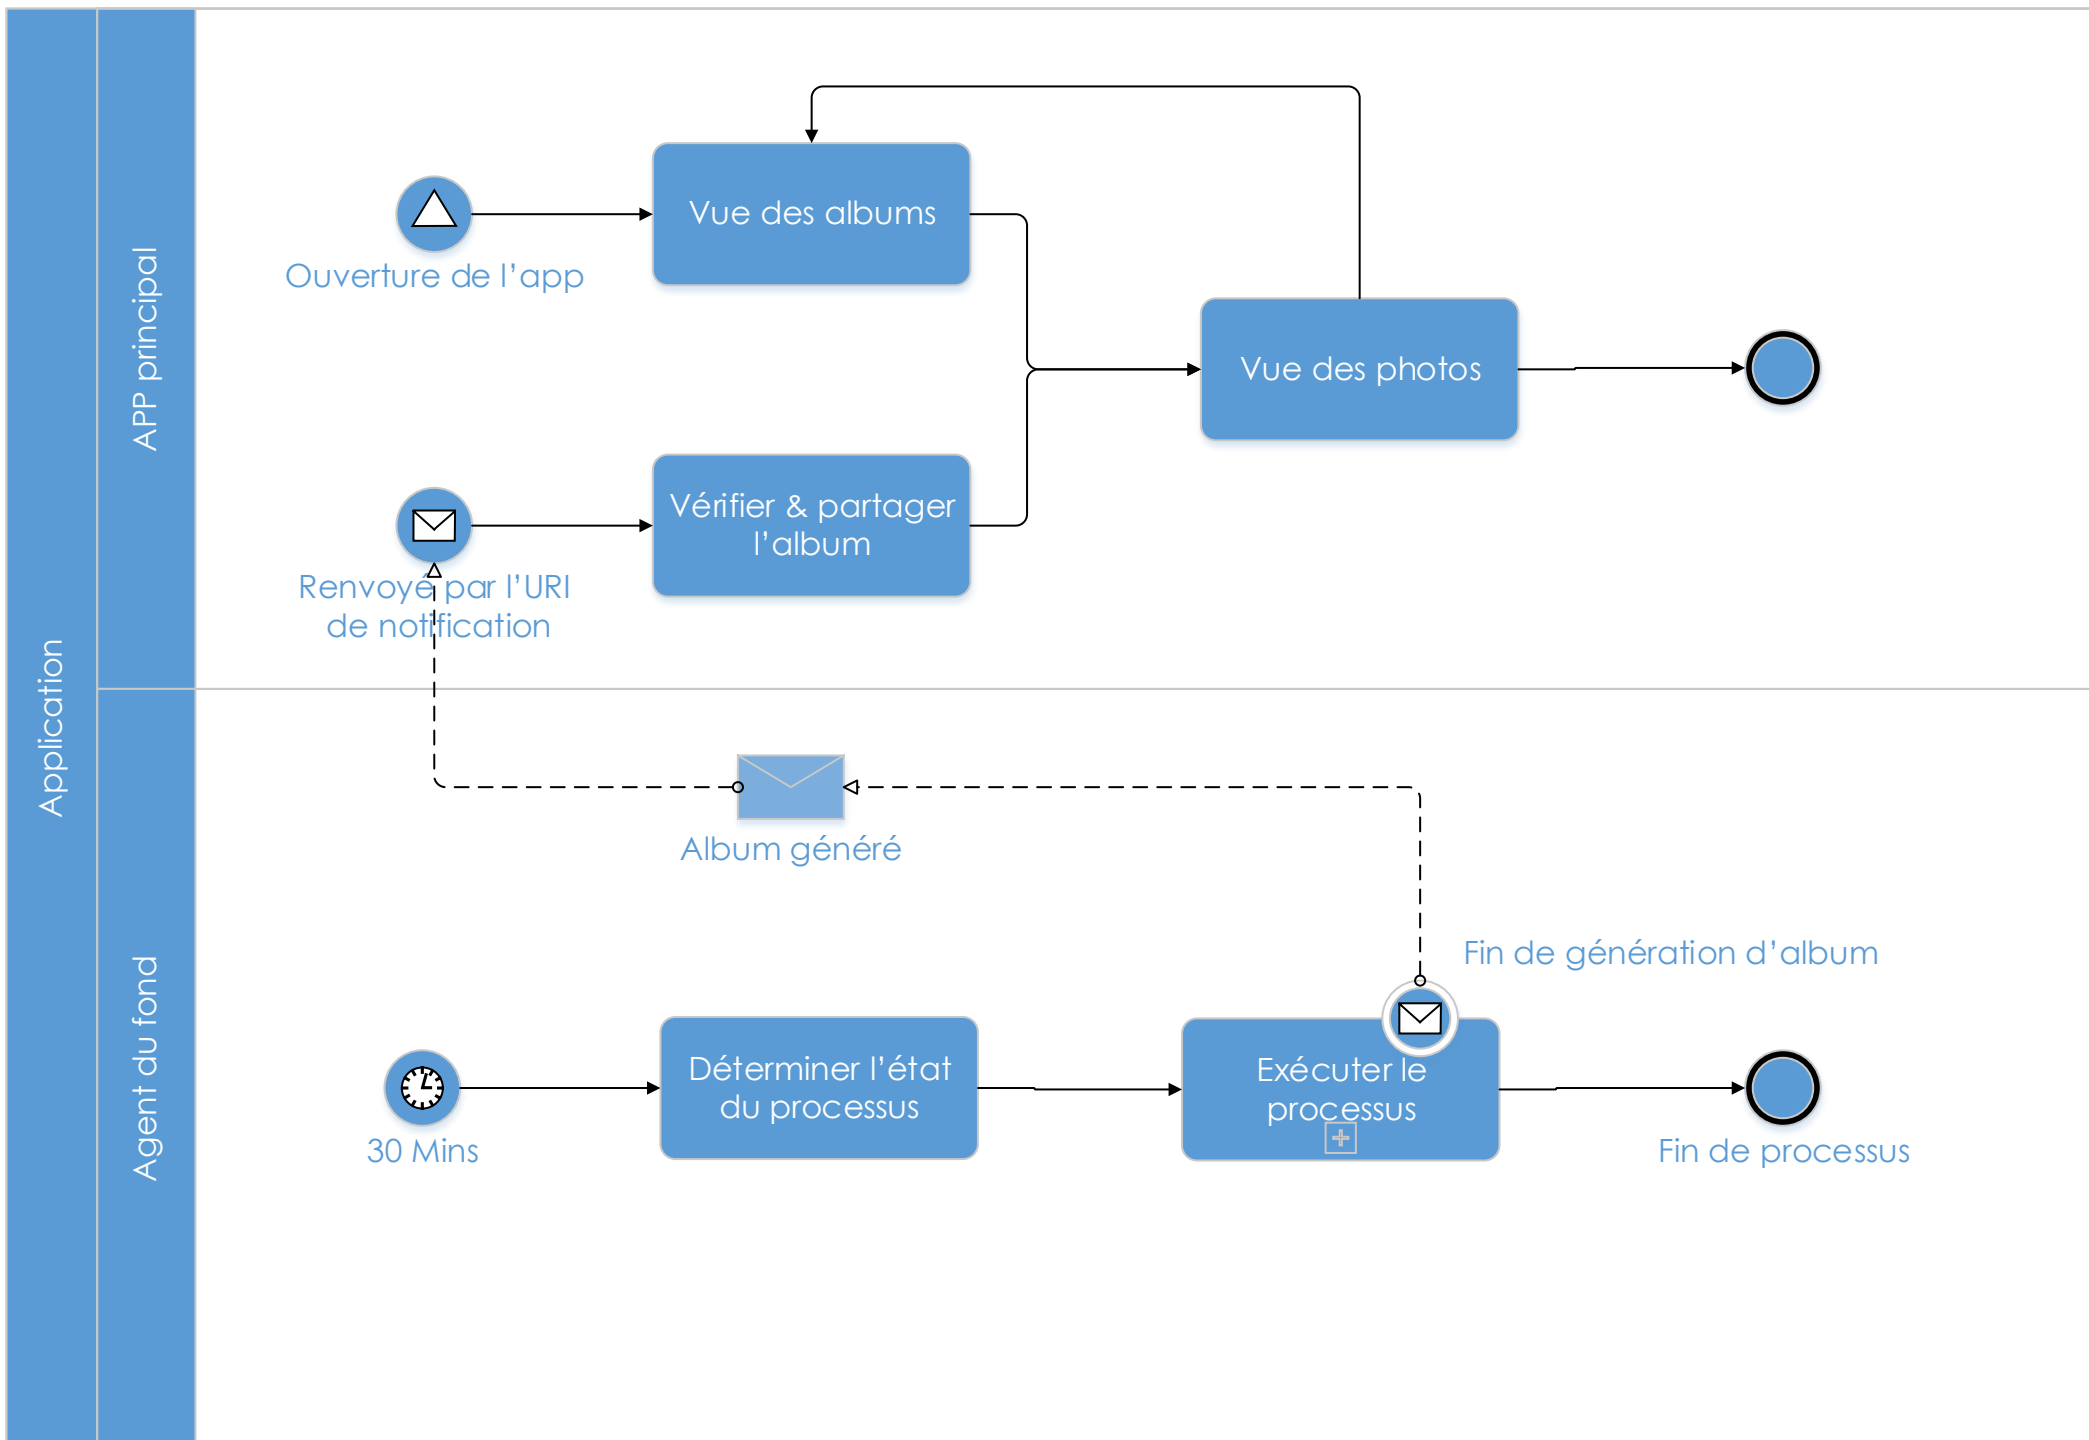 Application
APP principal
Ouverture de l’app
Vue des albums
Vue des photos
Renvoyé par l’URI
de notification
Vérifier & partager
l’album
Agent du fond
Album généré
Fin de génération d’album
30 Mins
Déterminer l’état
du processus
Exécuter le
processus
Fin de processus